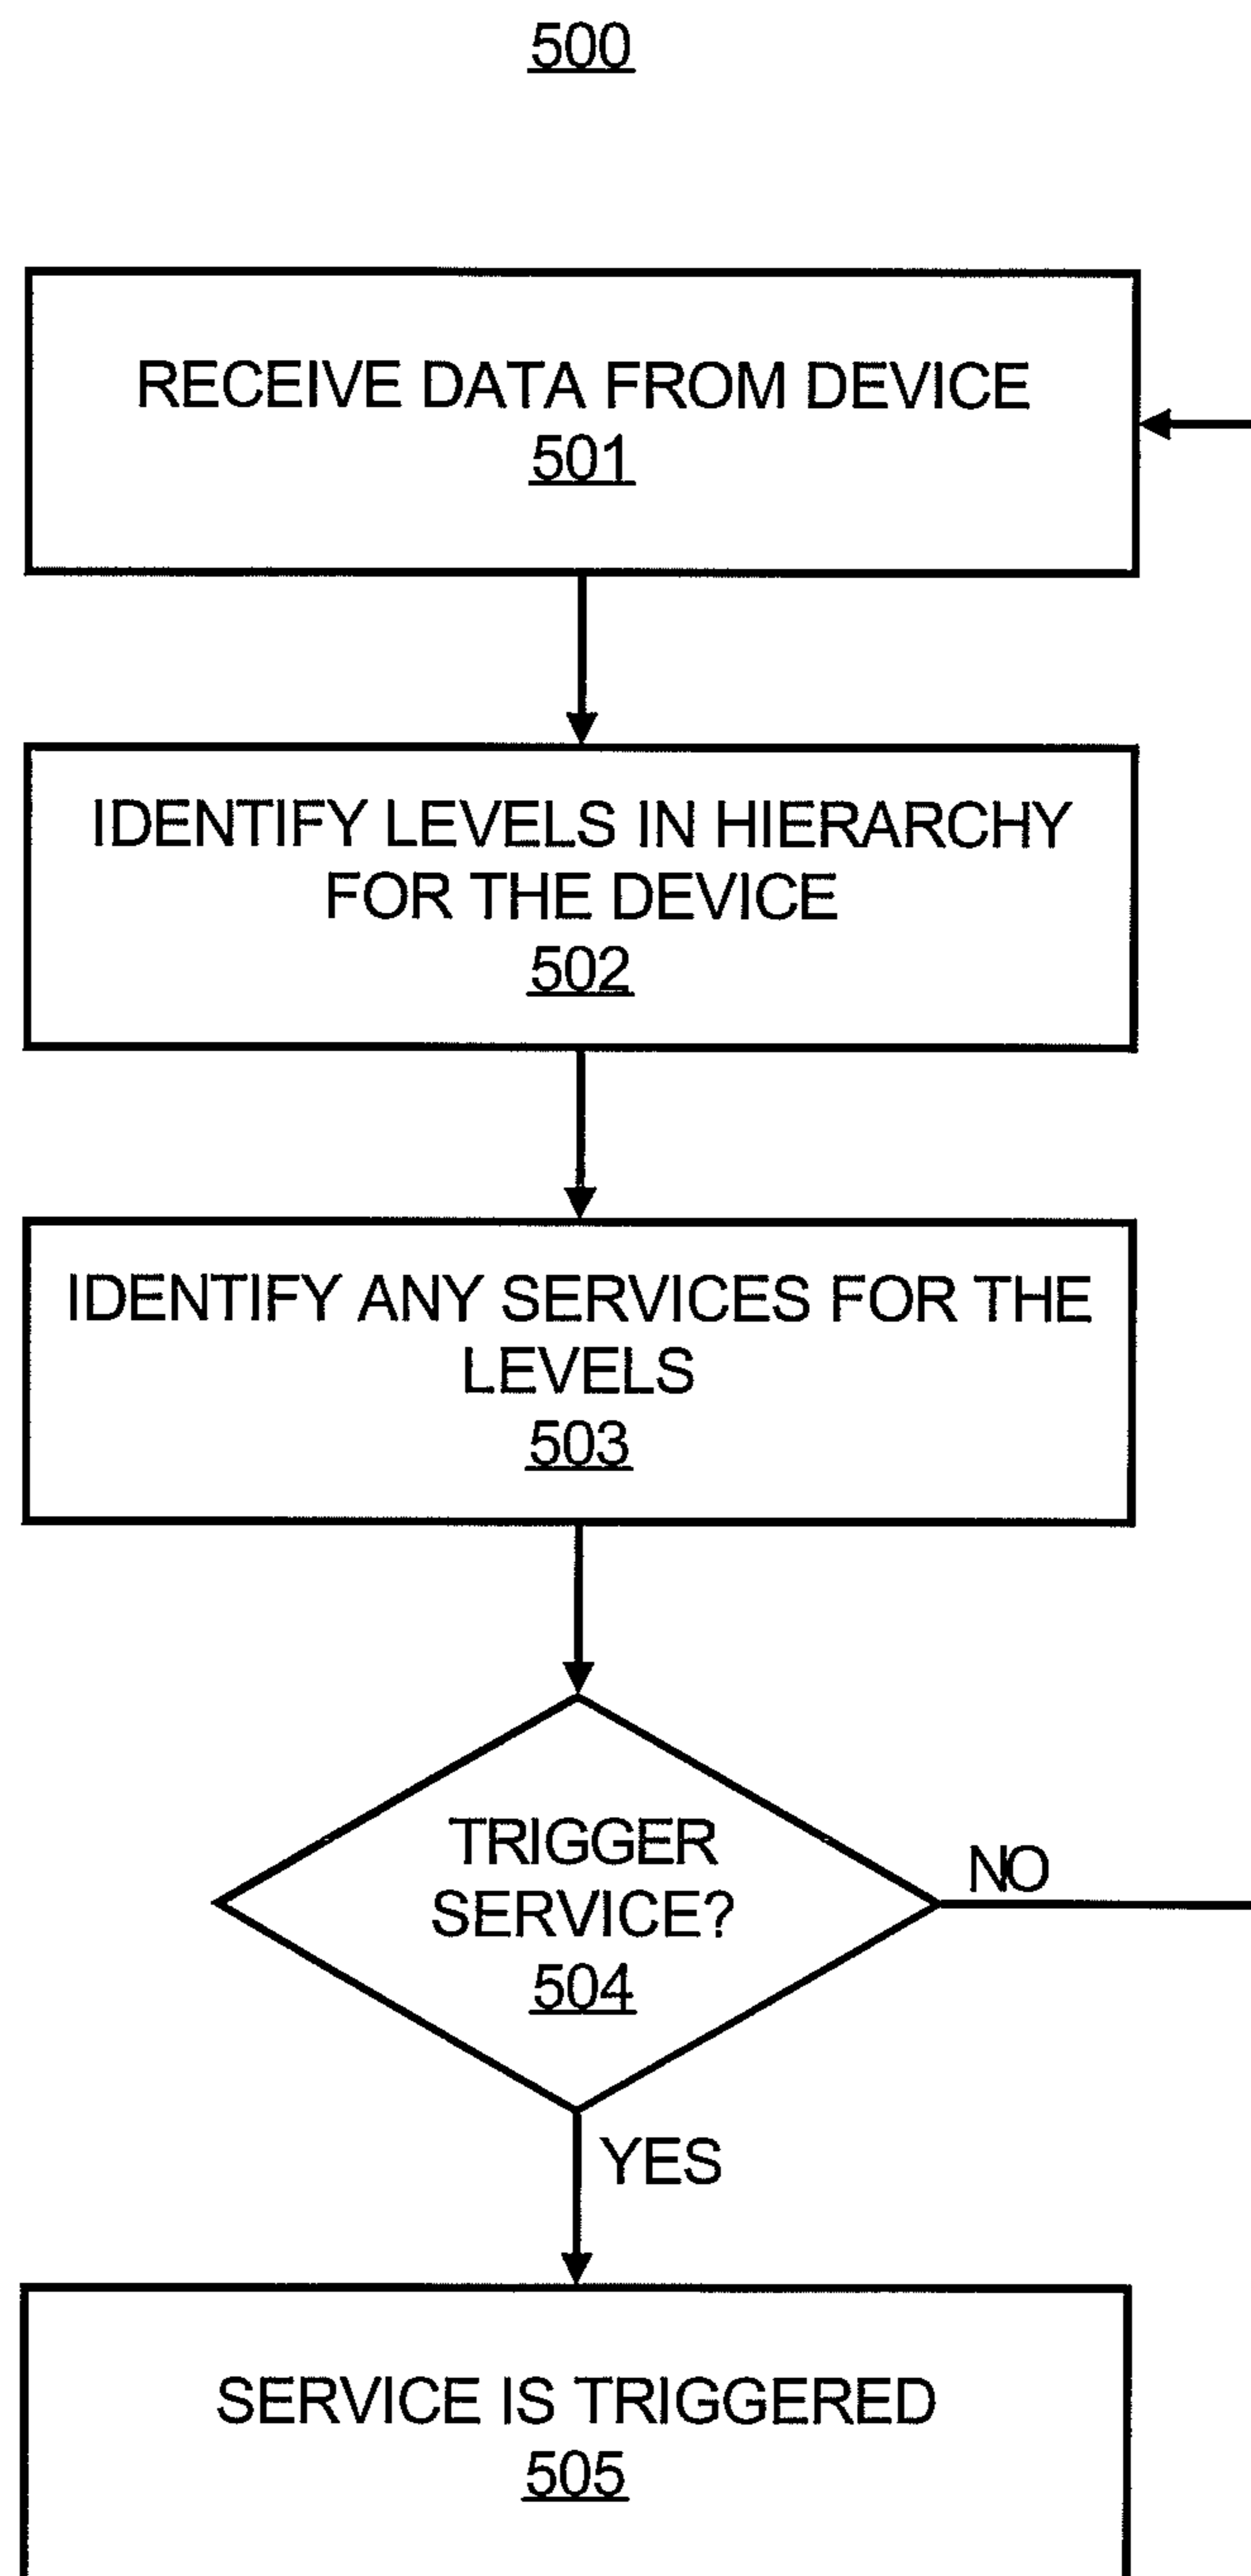 500
RECEIVE DATA FROM DEVICE
501
IDENTIFY LEVELS IN HIERARCHY
FOR THE DEVICE
502
IDENTIFY ANY SERVICES FOR THE
LEVELS
503
TRIGGER
SERVICE?
504
NO
YES
SERVICE IS TRIGGERED
505